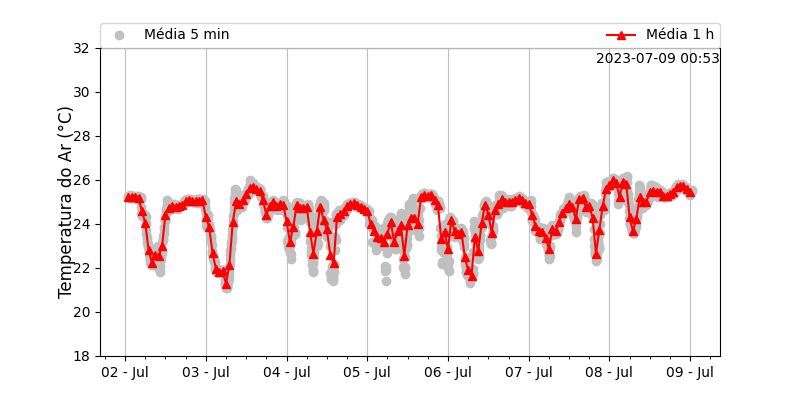 Média 5 min
Média 1 h
2023-07-09 00:53
Temperatura do Ar (°C)
32
30
28
26
24
22
20
18
02 - Jul
03 - Jul
04 - Jul
05 - Jul
06 - Jul
07 - Jul
08 - Jul
09 - Jul